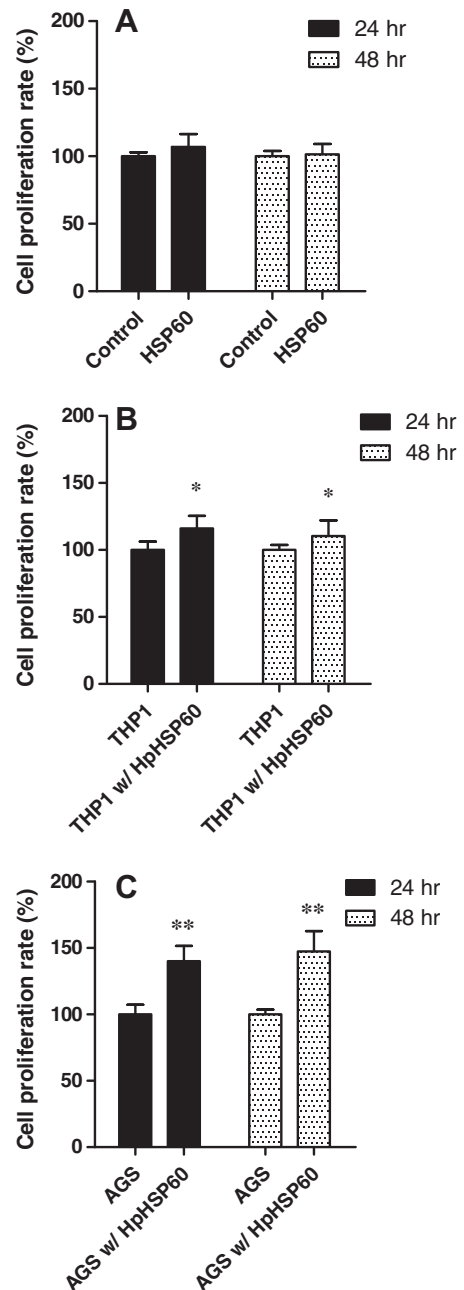 A
24 hr
48 hr
Cell proliferation rate (%)
200
150
100
50
0
Control
HSP60
Control
HSP60
B
24 hr
48 hr
Cell proliferation rate (%)
200
150
100
50
0
*
*
THP1
THP1 w/ HpHSP60
THP1
THP1 w/ HpHSP60
C
24 hr
48 hr
Cell proliferation rate (%)
200
150
100
50
0
**
**
AGS
AGS w/ HpHSP60
AGS
AGS w/ HpHSP60